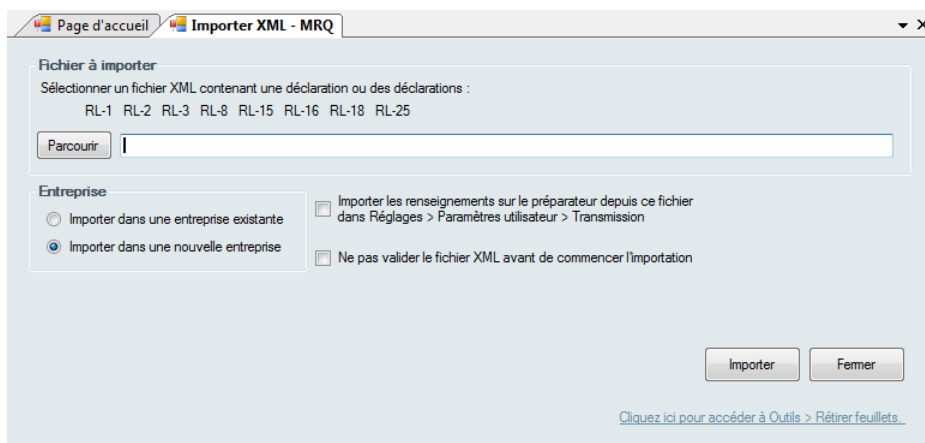 Page d'accueil
Importer XML - MRQ
Fichier à importer
Sélectionner un fichier XML contenant une déclaration ou des déclarations :
RL-1 RL-2 RL-3 RL-8 RL-15 RL-16 RL-18 RL-25
Parcourir
Entreprise
Importer dans une entreprise existante
Importer dans une nouvelle entreprise
Importer les renseignements sur le préparateur depuis ce fichier
dans Réglages > Paramètres utilisateur > Transmission
Ne pas valider le fichier XML avant de commencer l'importation
Importer
Fermer
Cliquez ici pour accéder à Outils > Rétirer feuillets.